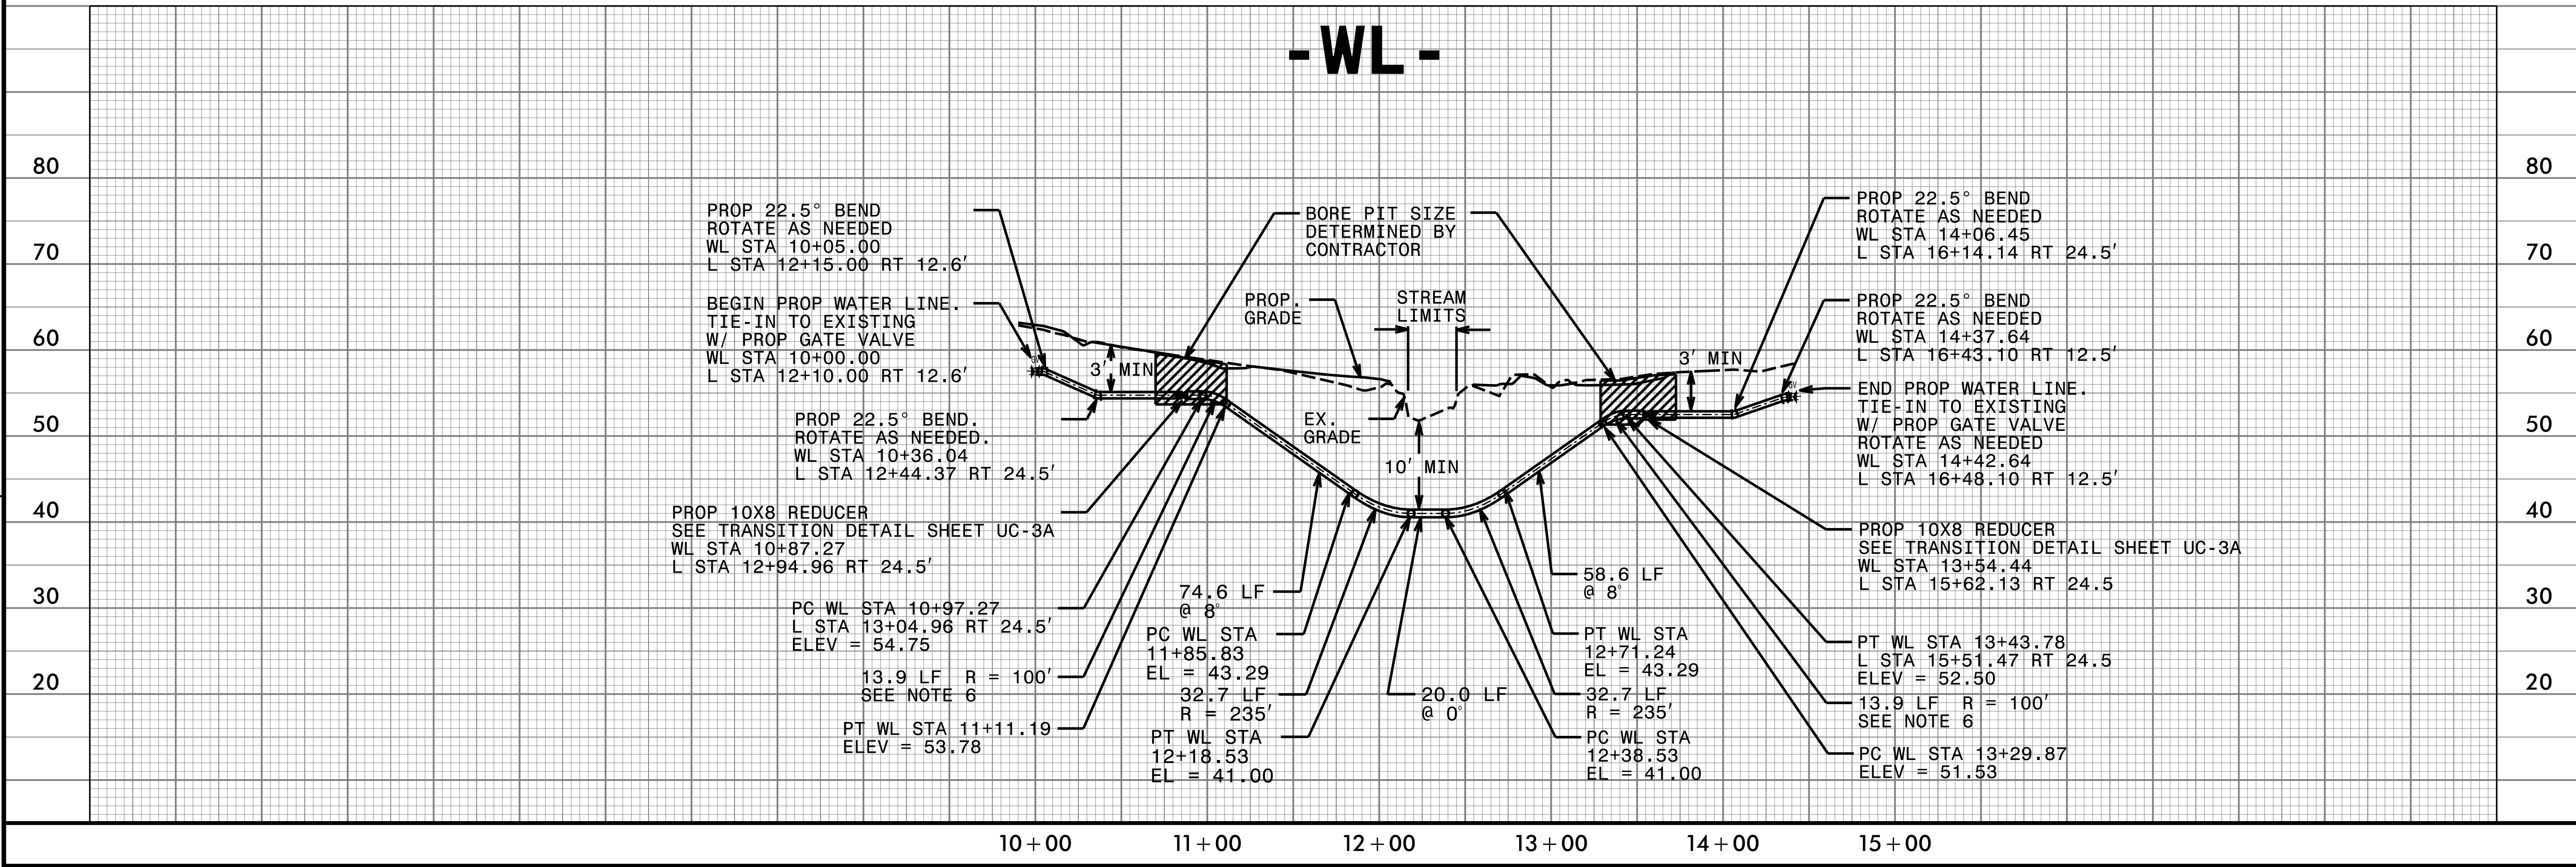 -WL-
80
70
60
50
40
30
20
PROP 22.5° BEND
ROTATE AS NEEDED
WL STA 10+05.00
L STA 12+15.00 RT 12.6'
BEGIN PROP WATER LINE.
TIE-IN TO EXISTING
W/ PROP GATE VALVE
WL STA 10+00.00
L STA 12+10.00 RT 12.6'
PROP 22.5° BEND.
ROTATE AS NEEDED.
WL STA 10+36.04
L STA 12+44.37 RT 24.5'
PROP 10X8 REDUCER
SEE TRANSITION DETAIL SHEET UC-3A
WL STA 10+87.27
L STA 12+94.96 RT 24.5'
PC WL STA 10+97.27
L STA 13+04.96 RT 24.5'
ELEV = 54.75
13.9 LF R = 100'
SEE NOTE 6
PT WL STA 11+11.19
ELEV = 53.78
GV
3' MIN
BORE PIT SIZE
DETERMINED BY
CONTRACTOR
PROP.
GRADE
STREAM
LIMITS
EX.
GRADE
10' MIN
74.6 LF
@ 8°
PC WL STA
11+85.83
EL = 43.29
32.7 LF
R = 235'
PT WL STA
12+18.53
EL = 41.00
20.0 LF
@ 0°
58.6 LF
@ 8°
PT WL STA
12+71.24
EL = 43.29
32.7 LF
R = 235'
PC WL STA
12+38.53
EL = 41.00
3' MIN
GV
PROP 22.5° BEND
ROTATE AS NEEDED
WL STA 14+06.45
L STA 16+14.14 RT 24.5'
PROP 22.5° BEND
ROTATE AS NEEDED
WL STA 14+37.64
L STA 16+43.10 RT 12.5'
END PROP WATER LINE.
TIE-IN TO EXISTING
W/ PROP GATE VALVE
ROTATE AS NEEDED
WL STA 14+42.64
L STA 16+48.10 RT 12.5'
PROP 10X8 REDUCER
SEE TRANSITION DETAIL SHEET UC-3A
WL STA 13+54.44
L STA 15+62.13 RT 24.5
PT WL STA 13+43.78
L STA 15+51.47 RT 24.5
ELEV = 52.50
13.9 LF R = 100'
SEE NOTE 6
PC WL STA 13+29.87
ELEV = 51.53
80
70
60
50
40
30
20
10+00 11+00 12+00 13+00 14+00 15+00